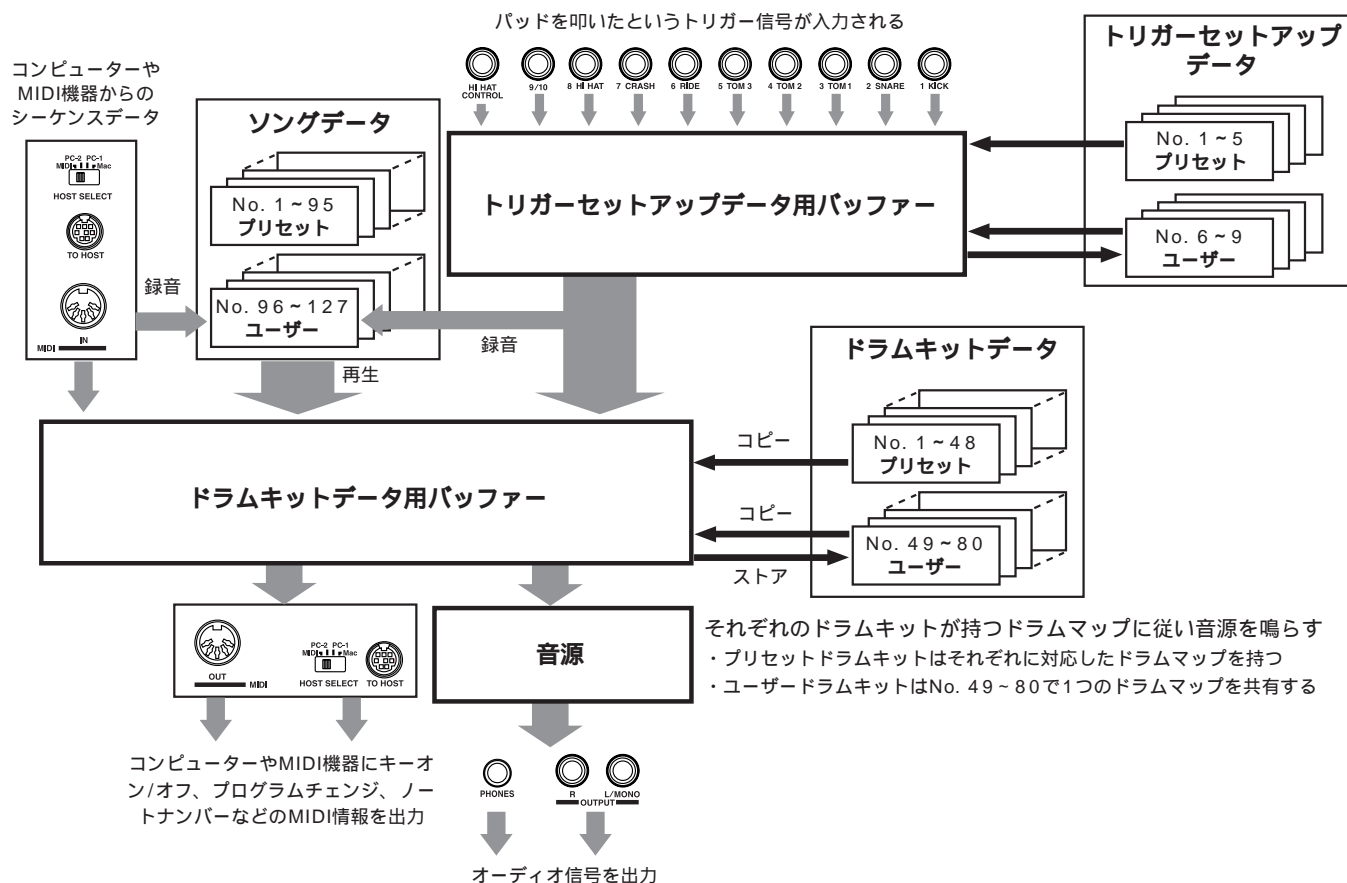 パッドを叩いたというトリガー信号が入力される
HI HAT
CONTROL
9/10
8 HI HAT
7 CRASH
6 RIDE
5 TOM 3
4 TOM 2
3 TOM1
2 SNARE
1 KICK
トリガーセットアップ
データ
No. 1~5
プリセット
No. 6~9
ユーザー
コンピューターや
MIDI機器からの
シーケンスデータ
PC-2 PC-1
MIDI Mac
HOST SELECT
TO HOST
IN
MIDI
録音
ソングデータ
No. 1~95
プリセット
No. 96~127
ユーザー
トリガーセットアップデータ用バッファー
録音
再生
ドラムキットデータ
No. 1~48
プリセット
No. 49~80
ユーザー
コピー
コピー
ストア
ドラムキットデータ用バッファー
OUT
MIDI
PC-2 PC-1
MIDI Mac
HOST SELECT
TO HOST
音源
それぞれのドラムキットが持つドラムマップに従い音源を鳴らす
・プリセットドラムキットはそれぞれに対応したドラムマップを持つ
・ユーザードラムキットはNo. 49~80で1つのドラムマップを共有する
コンピューターやMIDI機器にキーオ
ン/オフ、プログラムチェンジ、ノー
トナンバーなどのMIDI情報を出力
PHONES
R
L/MONO
OUTPUT
オーディオ信号を出力